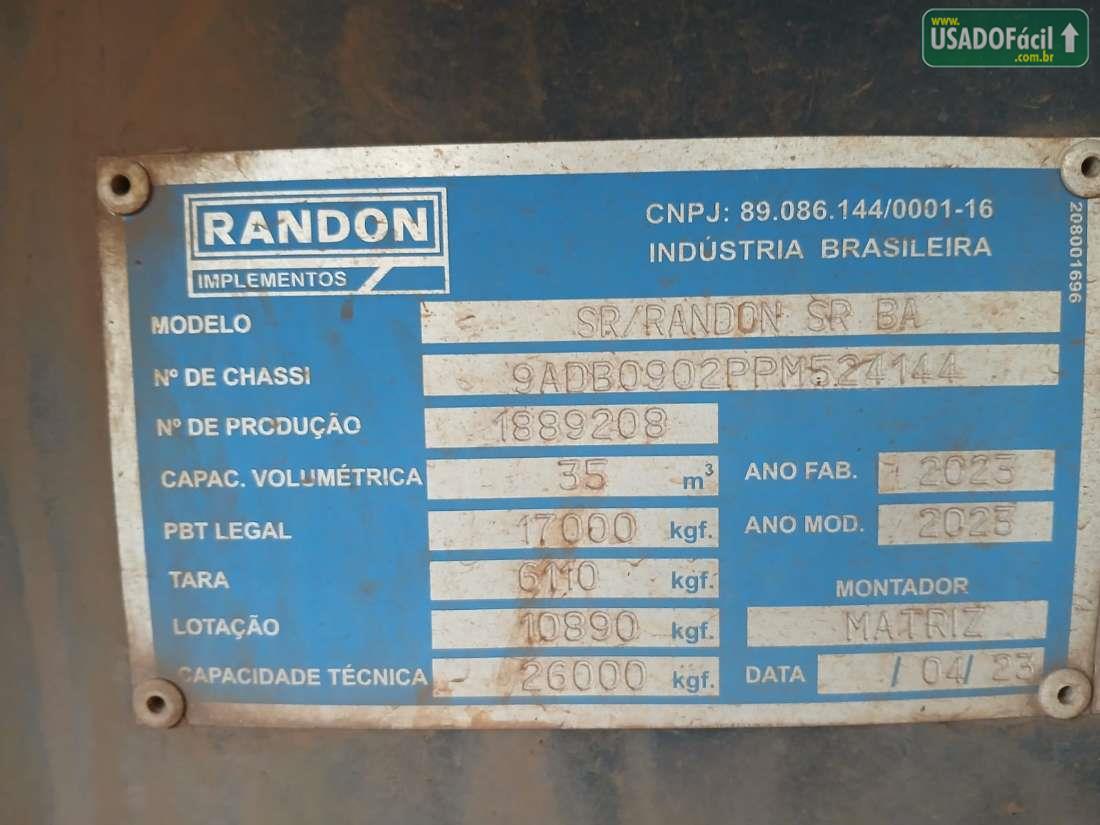 www.
USADOFácil
.com.br
RANDON
IMPLEMENTOS
CNPJ: 89.086.144/0001-16
INDÚSTRIA BRASILEIRA
208001696
MODELO SR/RANDON SR BA
Nº DE CHASSI 9ADB0902PPM524144
Nº DE PRODUÇÃO 1889208
CAPAC. VOLUMÉTRICA 35 m³ ANO FAB. 2023
PBT LEGAL 17000 kgf. ANO MOD. 2023
TARA 6110 kgf. MONTADOR
LOTAÇÃO 10890 kgf. MATRIZ
CAPACIDADE TÉCNICA 26000 kgf. DATA / 04/ 23